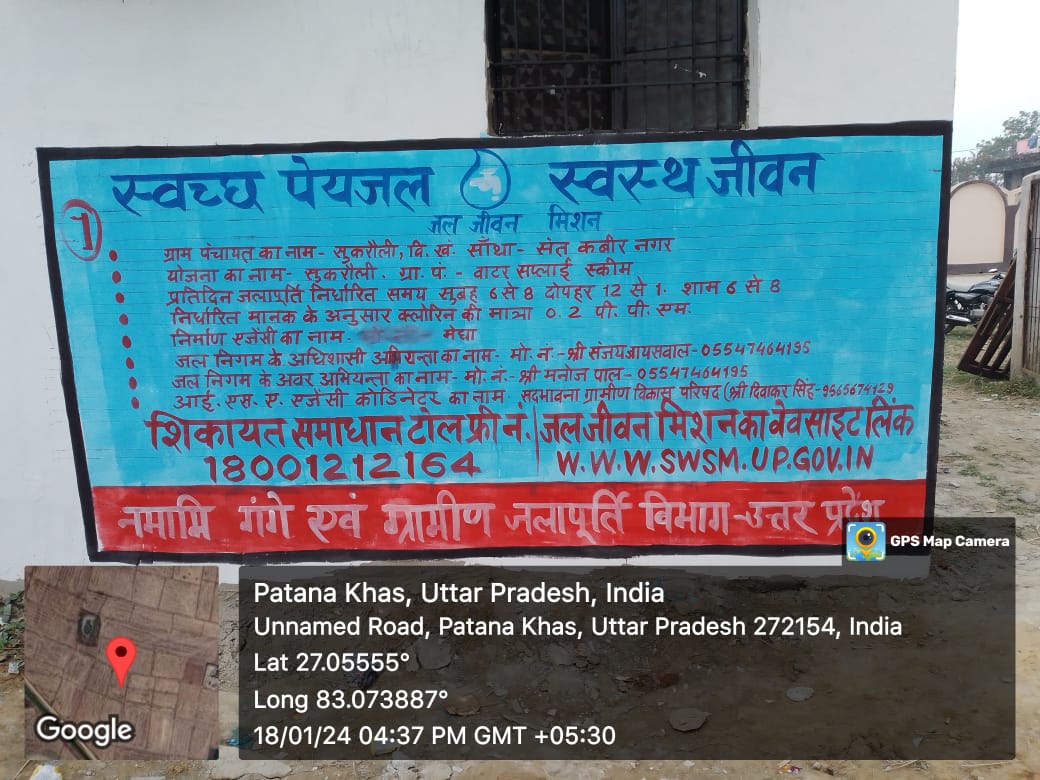 स्वच्छ पेयजल स्वस्थ जीवन
जल जीवन मिशन
1
ग्राम पंचायत का नाम - सुकरौली, वि. खं. साँथा - संत कबीर नगर
योजना का नाम - सुकरौली. ग्रा. पं. - वाटर सप्लाई स्कीम
प्रतिदिन जलापूर्ति निर्धारित समय सुबह 6 से 8 दोपहर 12 से 1. शाम 6 से 8
निर्धारित मानक के अनुसार क्लोरिन की मात्रा 0.2 पी. पी. एम.
निर्माण एजेंसी का नाम - मेघा
जल निगम के अधिशासी अभियन्ता का नाम - मो. नं. - श्री संजय जायसवाल - 05547464195
जल निगम के अवर अभियन्ता का नाम - मो. नं. - श्री मनोज पाल - 05547464195
आई. एस. ए. एजेंसी कोडिनेटर का नाम सदभावना ग्रामीण विकास परिषद (श्री दिवाकर सिंह - 9565674129
शिकायत समाधान टोल फ्री नं. | जल जीवन मिशन का वेवसाइट लिंक
18001212164 | W.W.W.SWSM.UP.GOV.IN
नमामि गंगे एवं ग्रामीण जलापूर्ति विभाग - उत्तर प्रदेश
GPS Map Camera
Patana Khas, Uttar Pradesh, India
Unnamed Road, Patana Khas, Uttar Pradesh 272154, India
Lat 27.05555°
Long 83.073887°
18/01/24 04:37 PM GMT +05:30
Google